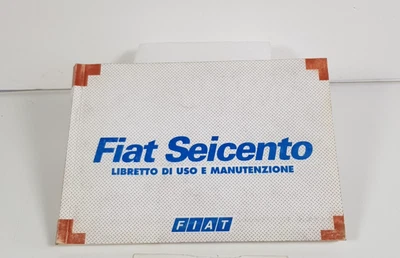 Fiat Seicento
LIBRETTO DI USO E MANUTENZIONE
FIAT